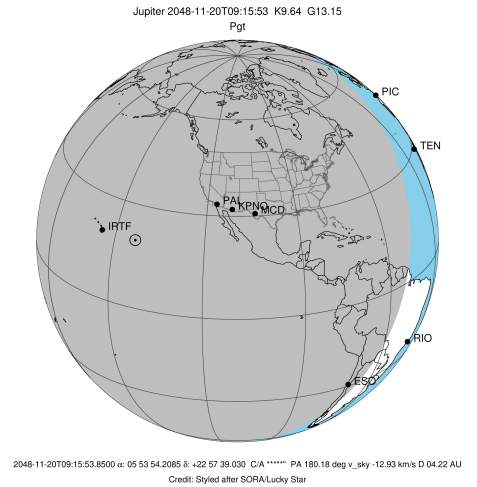 Jupiter 2048-11-20T09:15:53 K9.64 G13.15
Pgt
PIC
TEN
PAL
KPNO
MCD
IRTF
RIO
ESO
2048-11-20T09:15:53.8500 α: 05 53 54.2085 δ: +22 57 39.030 C/A *****" PA 180.18 deg v_sky -12.93 km/s D 04.22 AU
Credit: Styled after SORA/Lucky Star